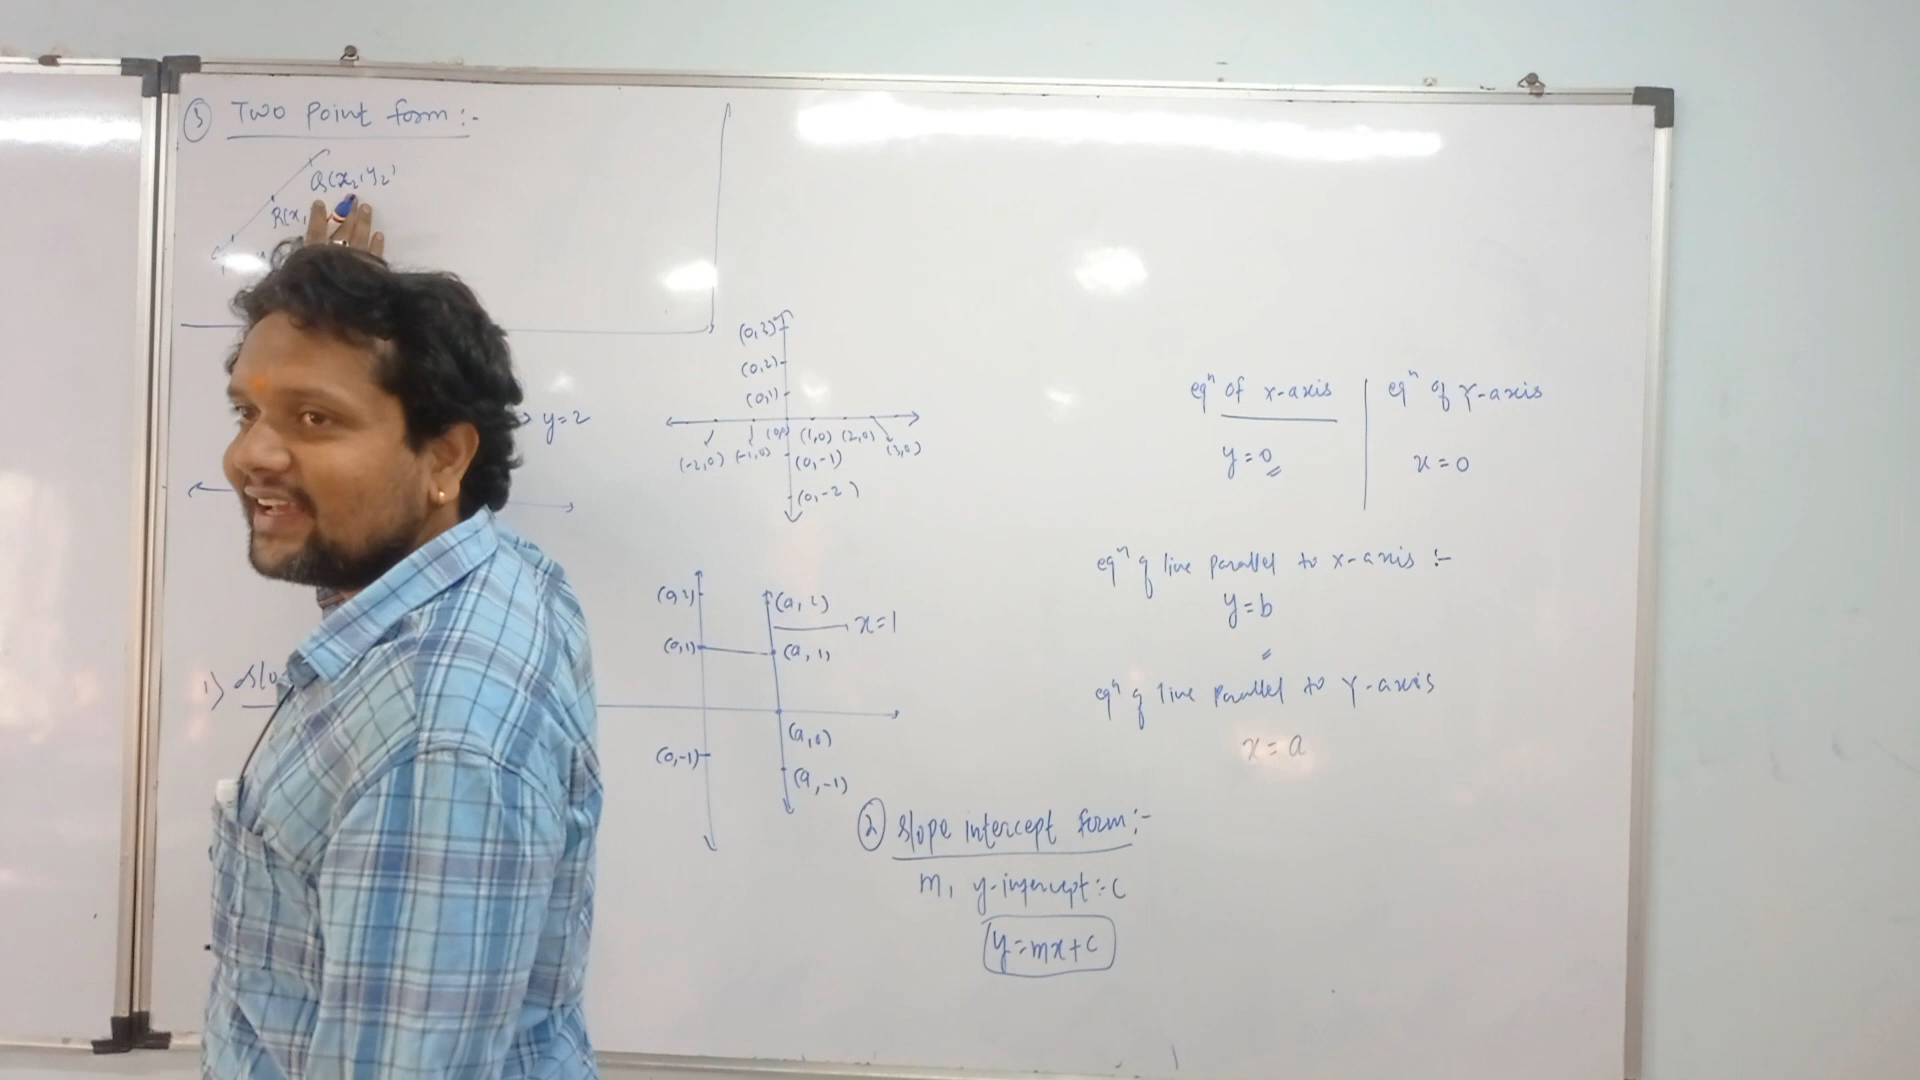 ③ Two Point form :-
Q(x₂, y₂)
R(x,
y=2
1) Slo
(0,3)
(0,2)
(0,1)
(0,0) (1,0) (2,0)
(-2,0) (-1,0) (3,0)
(0,-1)
(0,-2)
(0,2) (a, 2)
x=1
(0,1) (a, 1)
(a,0)
(0,-1) (a,-1)
eqⁿ of x-axis
y=0
eqⁿ of Y-axis
x=0
eqⁿ of line parallel to x-axis :-
y=b
eqⁿ of line parallel to Y-axis
x=a
② slope intercept form:-
m, y-intercept:-c
y=mx+c